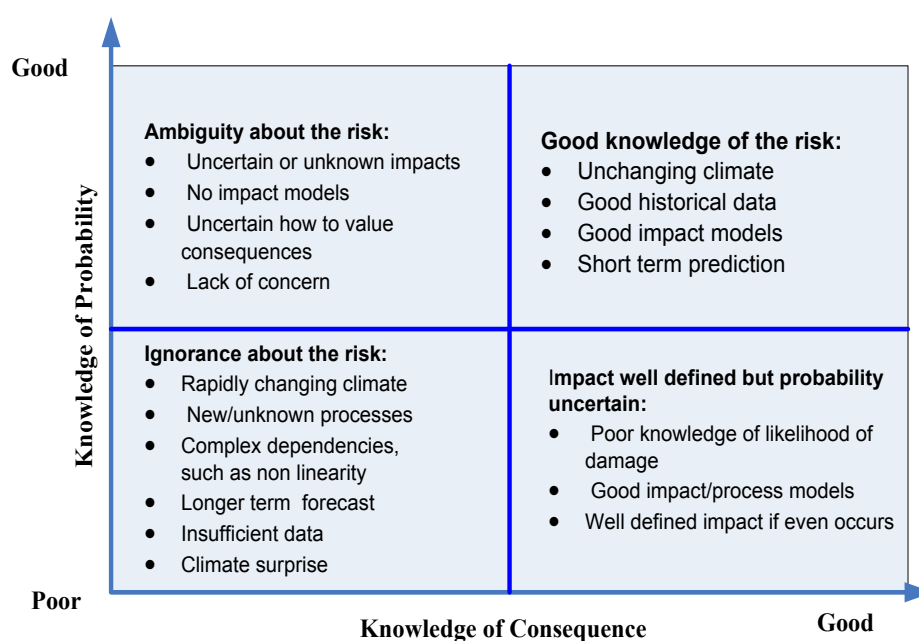 Good
Knowledge of Probability
Ambiguity about the risk:
• Uncertain or unknown impacts
• No impact models
• Uncertain how to value
consequences
• Lack of concern
Good knowledge of the risk:
• Unchanging climate
• Good historical data
• Good impact models
• Short term prediction
Ignorance about the risk:
• Rapidly changing climate
• New/unknown processes
• Complex dependencies,
such as non linearity
• Longer term forecast
• Insufficient data
• Climate surprise
Impact well defined but probability
uncertain:
• Poor knowledge of likelihood of
damage
• Good impact/process models
• Well defined impact if even occurs
Poor
Knowledge of Consequence
Good